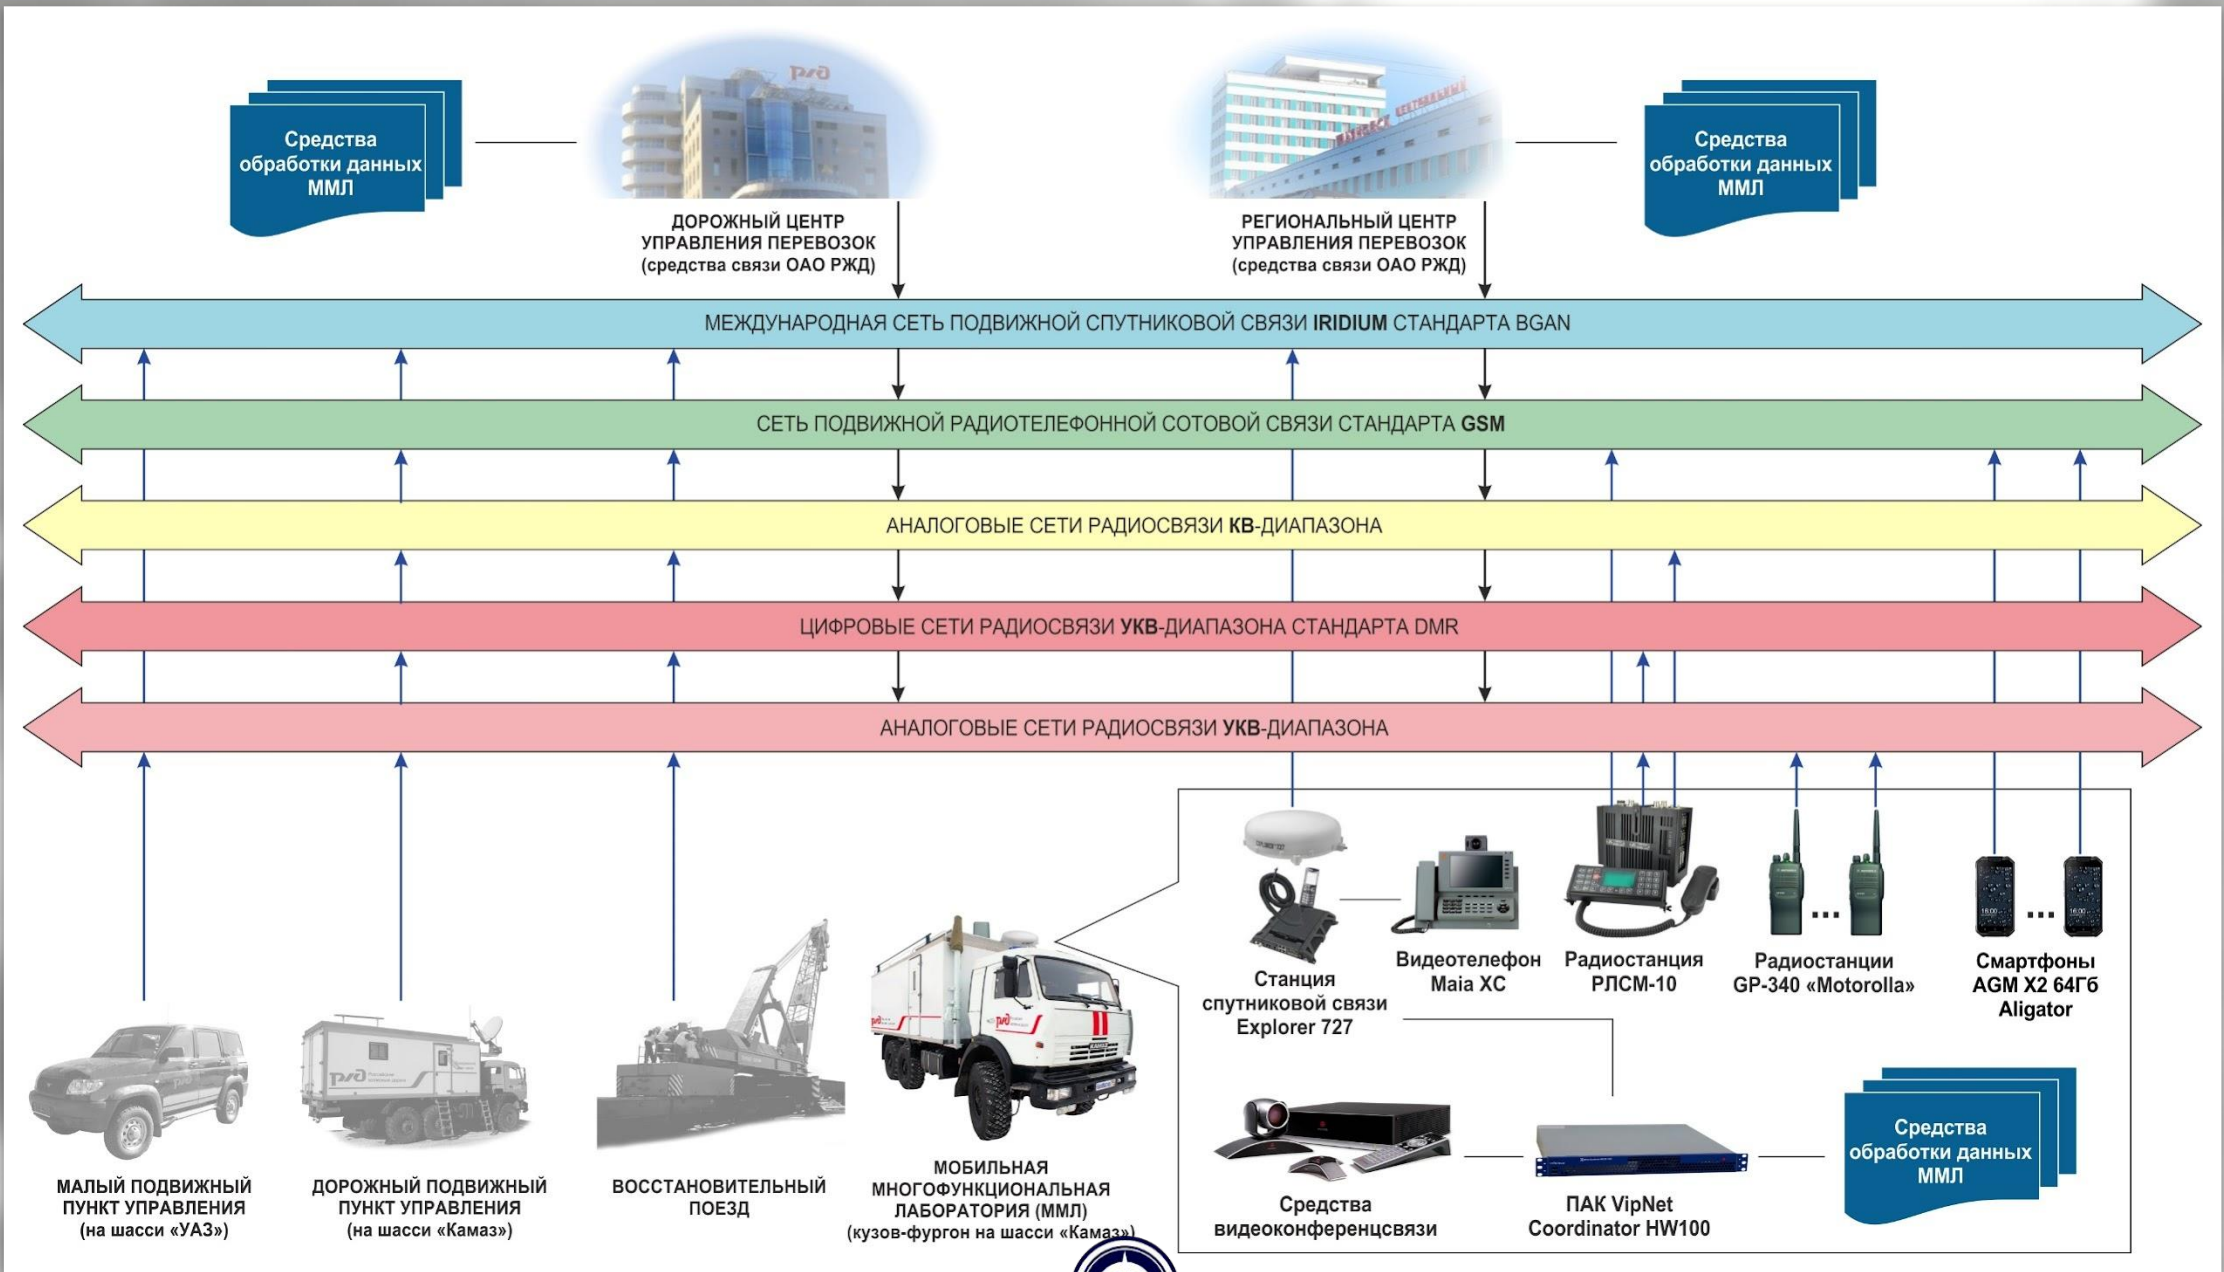 Средства
обработки данных
ММЛ
ДОРОЖНЫЙ ЦЕНТР
УПРАВЛЕНИЯ ПЕРЕВОЗОК
(средства связи ОАО РЖД)
РЕГИОНАЛЬНЫЙ ЦЕНТР
УПРАВЛЕНИЯ ПЕРЕВОЗОК
(средства связи ОАО РЖД)
Средства
обработки данных
ММЛ
МЕЖДУНАРОДНАЯ СЕТЬ ПОДВИЖНОЙ СПУТНИКОВОЙ СВЯЗИ IRIDIUM СТАНДАРТА BGAN
СЕТЬ ПОДВИЖНОЙ РАДИОТЕЛЕФОННОЙ СОТОВОЙ СВЯЗИ СТАНДАРТА GSM
АНАЛОГОВЫЕ СЕТИ РАДИОСВЯЗИ КВ-ДИАПАЗОНА
ЦИФРОВЫЕ СЕТИ РАДИОСВЯЗИ УКВ-ДИАПАЗОНА СТАНДАРТА DMR
АНАЛОГОВЫЕ СЕТИ РАДИОСВЯЗИ УКВ-ДИАПАЗОНА
МАЛЫЙ ПОДВИЖНЫЙ
ПУНКТ УПРАВЛЕНИЯ
(на шасси «УАЗ»)
ДОРОЖНЫЙ ПОДВИЖНЫЙ
ПУНКТ УПРАВЛЕНИЯ
(на шасси «Камаз»)
ВОССТАНОВИТЕЛЬНЫЙ
ПОЕЗД
МОБИЛЬНАЯ
МНОГОФУНКЦИОНАЛЬНАЯ
ЛАБОРАТОРИЯ (ММЛ)
(кузов-фургон на шасси «Камаз»)
Станция
спутниковой связи
Explorer 727
Видеотелефон
Maia XC
Радиостанция
РЛСМ-10
Радиостанции
GP-340 «Motorolla»
...
Смартфоны
AGM X2 64Гб
Aligator
...
Средства
видеоконференцсвязи
ПАК VipNet
Coordinator HW100
Средства
обработки данных
ММЛ